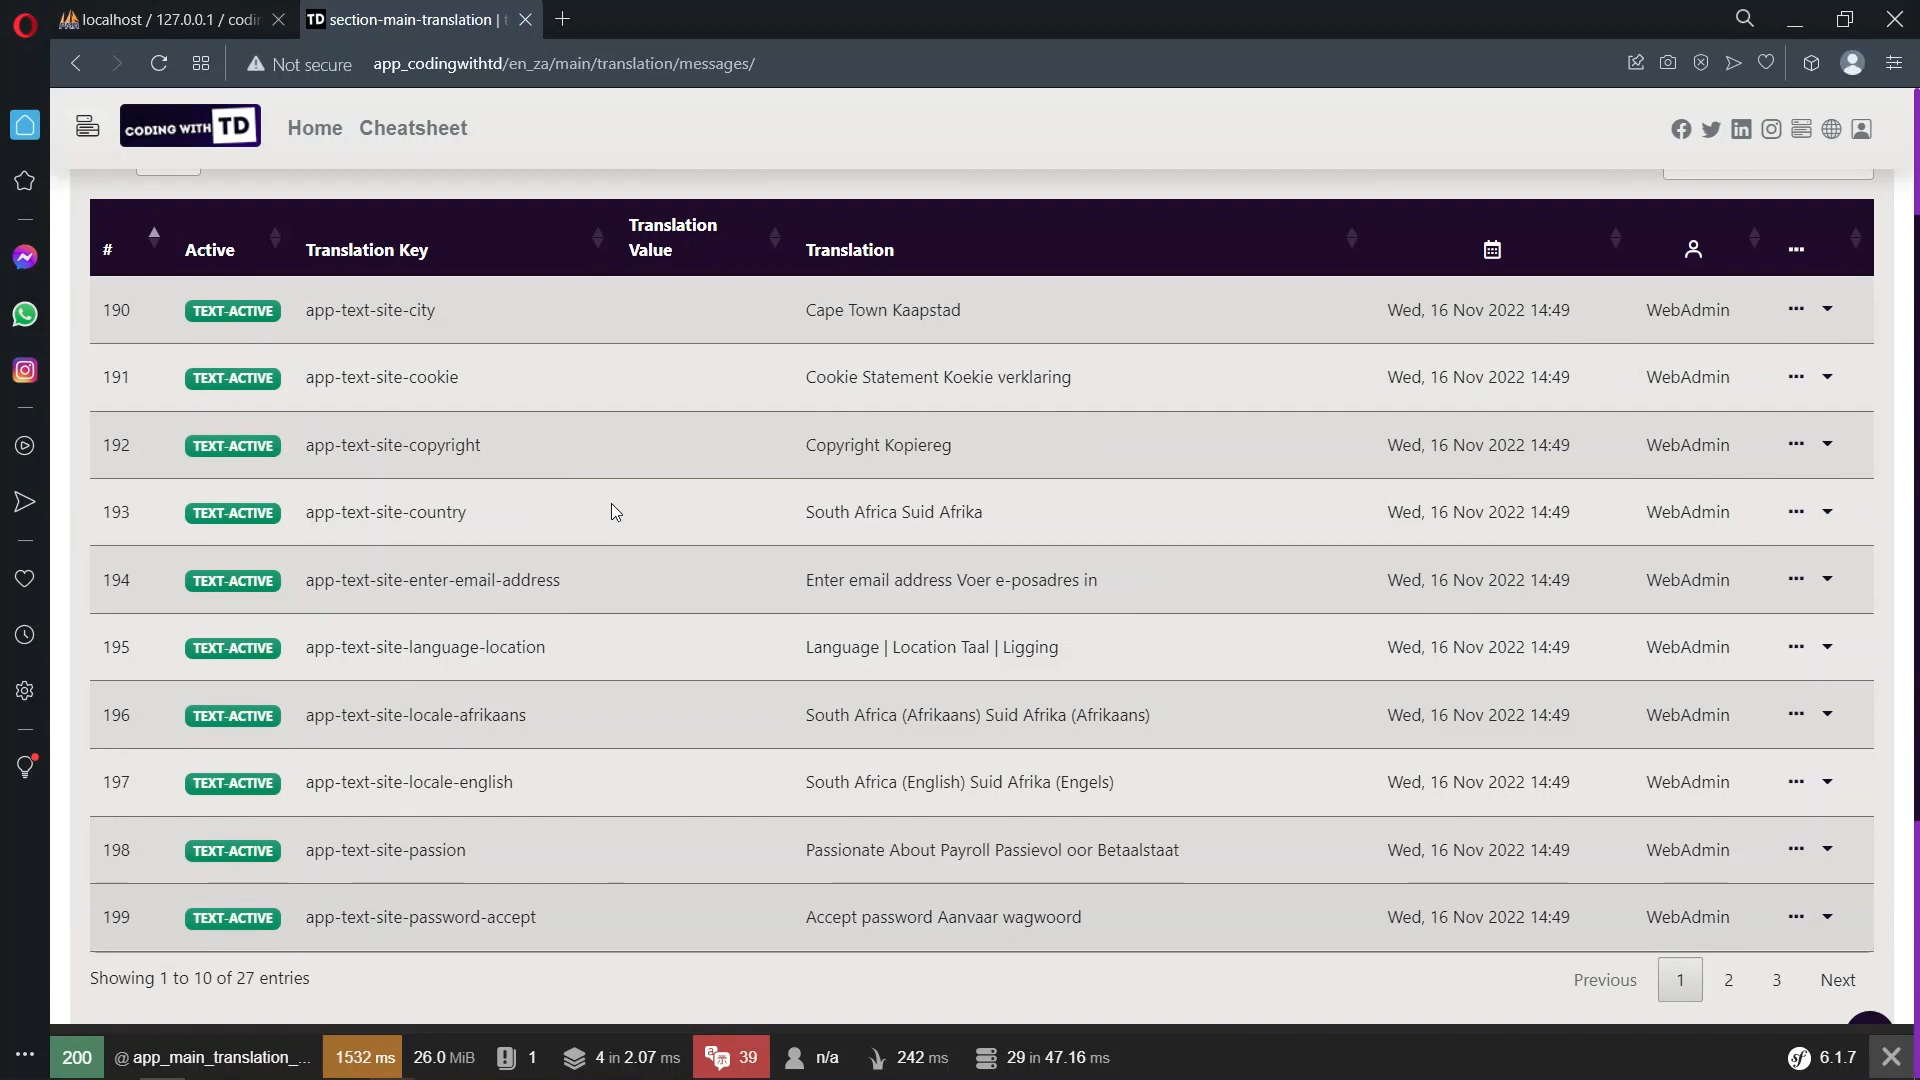 localhost / 127.0.0.1 / codir
TD section-main-translation | t
Not secure app_codingwithtd/en_za/main/translation/messages/
CODING WITH TD Home Cheatsheet
# Active Translation Key Translation Value Translation ...
190 TEXT-ACTIVE app-text-site-city Cape Town Kaapstad Wed, 16 Nov 2022 14:49 WebAdmin ...
191 TEXT-ACTIVE app-text-site-cookie Cookie Statement Koekie verklaring Wed, 16 Nov 2022 14:49 WebAdmin ...
192 TEXT-ACTIVE app-text-site-copyright Copyright Kopiereg Wed, 16 Nov 2022 14:49 WebAdmin ...
193 TEXT-ACTIVE app-text-site-country South Africa Suid Afrika Wed, 16 Nov 2022 14:49 WebAdmin ...
194 TEXT-ACTIVE app-text-site-enter-email-address Enter email address Voer e-posadres in Wed, 16 Nov 2022 14:49 WebAdmin ...
195 TEXT-ACTIVE app-text-site-language-location Language | Location Taal | Ligging Wed, 16 Nov 2022 14:49 WebAdmin ...
196 TEXT-ACTIVE app-text-site-locale-afrikaans South Africa (Afrikaans) Suid Afrika (Afrikaans) Wed, 16 Nov 2022 14:49 WebAdmin ...
197 TEXT-ACTIVE app-text-site-locale-english South Africa (English) Suid Afrika (Engels) Wed, 16 Nov 2022 14:49 WebAdmin ...
198 TEXT-ACTIVE app-text-site-passion Passionate About Payroll Passievol oor Betaalstaat Wed, 16 Nov 2022 14:49 WebAdmin ...
199 TEXT-ACTIVE app-text-site-password-accept Accept password Aanvaar wagwoord Wed, 16 Nov 2022 14:49 WebAdmin ...
Showing 1 to 10 of 27 entries Previous 1 2 3 Next
200 @ app_main_translation_... 1532 ms 26.0 MiB 1 4 in 2.07 ms 39 n/a 242 ms 29 in 47.16 ms sf 6.1.7